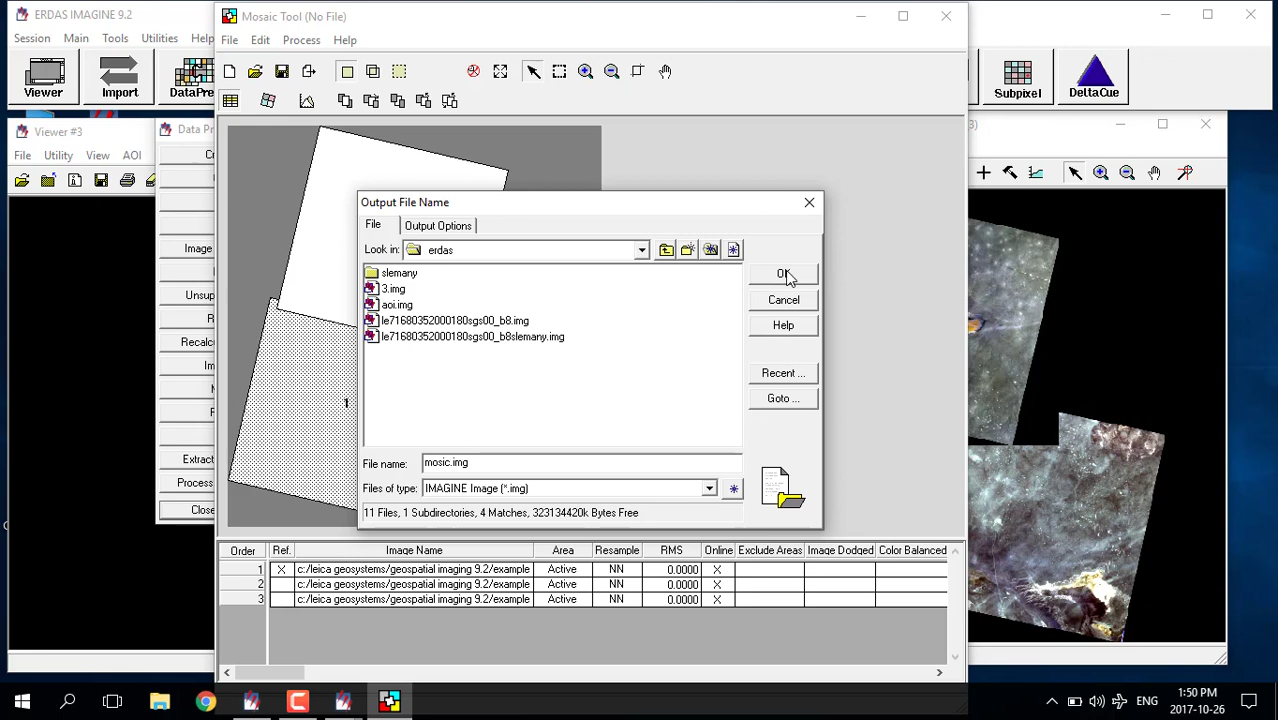 ERDAS IMAGINE 9.2
Session Main Tools Utilities Help
Viewer Import DataPrep Subpixel DeltaCue
Mosaic Tool (No File)
File Edit Process Help
Viewer #3
File Utility View AOI
Data Pr
3)
Cr
Image
Unsup
Recalc
Im
Extract
Process
Close
1
Output File Name
File Output Options
Look in: erdas
slemany
3.img
aoi.img
le71680352000180sgs00_b8.img
le71680352000180sgs00_b8slemany.img
OK
Cancel
Help
Recent ...
Goto ...
File name: mosic.img
Files of type: IMAGINE Image (*.img)
11 Files, 1 Subdirectories, 4 Matches, 323134420k Bytes Free
Order Ref. Image Name Area Resample RMS Online Exclude Areas Image Dodged Color Balanced
1 X c:/leica geosystems/geospatial imaging 9.2/example Active NN 0.0000 X
2 c:/leica geosystems/geospatial imaging 9.2/example Active NN 0.0000 X
3 c:/leica geosystems/geospatial imaging 9.2/example Active NN 0.0000 X
ENG
1:50 PM
2017-10-26